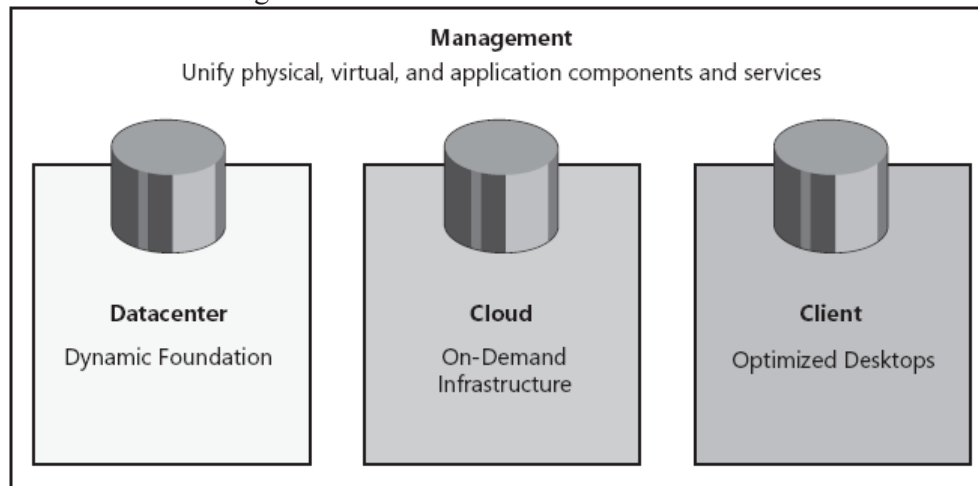 Management
Unify physical, virtual, and application components and services
Datacenter
Dynamic Foundation
Cloud
On-Demand
Infrastructure
Client
Optimized Desktops